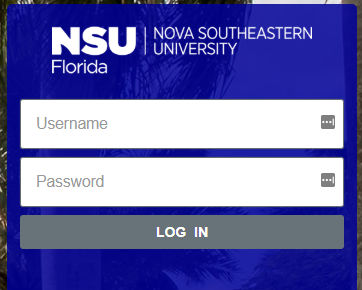 NSU NOVA SOUTHEASTERN
UNIVERSITY
Florida
Username
Password
LOG IN